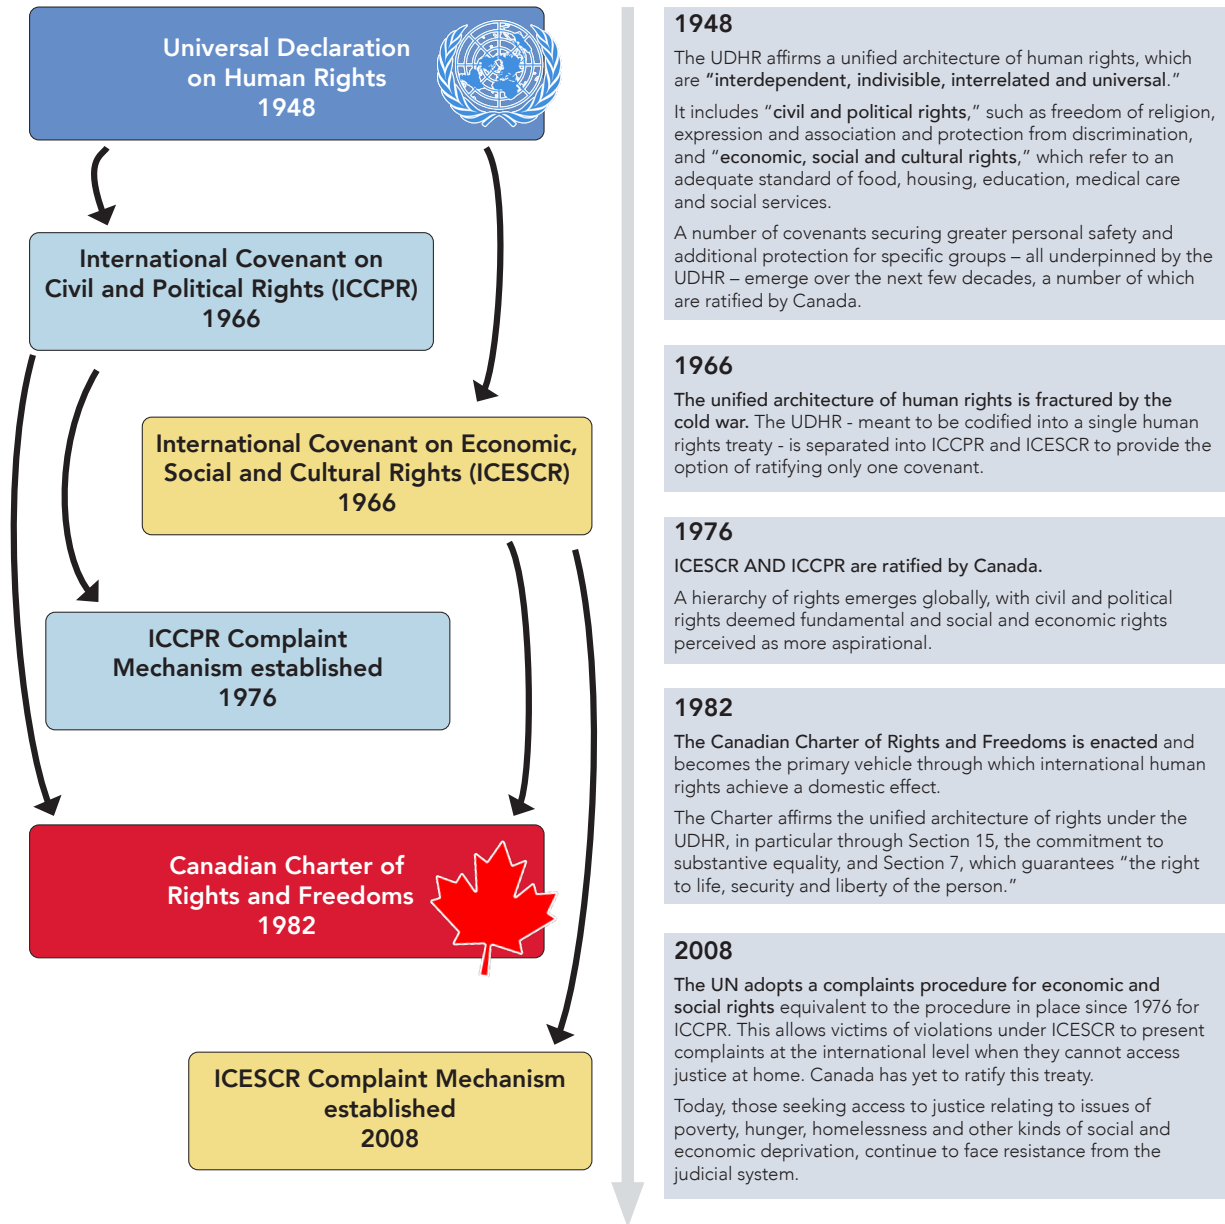 Universal Declaration
on Human Rights
1948
International Covenant on
Civil and Political Rights (ICCPR)
1966
International Covenant on Economic,
Social and Cultural Rights (ICESCR)
1966
ICCPR Complaint
Mechanism established
1976
Canadian Charter of
Rights and Freedoms
1982
ICESCR Complaint Mechanism
established
2008
1948
The UDHR affirms a unified architecture of human rights, which
are “interdependent, indivisible, interrelated and universal.”
It includes “civil and political rights,” such as freedom of religion,
expression and association and protection from discrimination,
and “economic, social and cultural rights,” which refer to an
adequate standard of food, housing, education, medical care
and social services.
A number of covenants securing greater personal safety and
additional protection for specific groups – all underpinned by the
UDHR – emerge over the next few decades, a number of which
are ratified by Canada.
1966
The unified architecture of human rights is fractured by the
cold war. The UDHR - meant to be codified into a single human
rights treaty - is separated into ICCPR and ICESCR to provide the
option of ratifying only one covenant.
1976
ICESCR AND ICCPR are ratified by Canada.
A hierarchy of rights emerges globally, with civil and political
rights deemed fundamental and social and economic rights
perceived as more aspirational.
1982
The Canadian Charter of Rights and Freedoms is enacted and
becomes the primary vehicle through which international human
rights achieve a domestic effect.
The Charter affirms the unified architecture of rights under the
UDHR, in particular through Section 15, the commitment to
substantive equality, and Section 7, which guarantees “the right
to life, security and liberty of the person.”
2008
The UN adopts a complaints procedure for economic and
social rights equivalent to the procedure in place since 1976 for
ICCPR. This allows victims of violations under ICESCR to present
complaints at the international level when they cannot access
justice at home. Canada has yet to ratify this treaty.
Today, those seeking access to justice relating to issues of
poverty, hunger, homelessness and other kinds of social and
economic deprivation, continue to face resistance from the
judicial system.